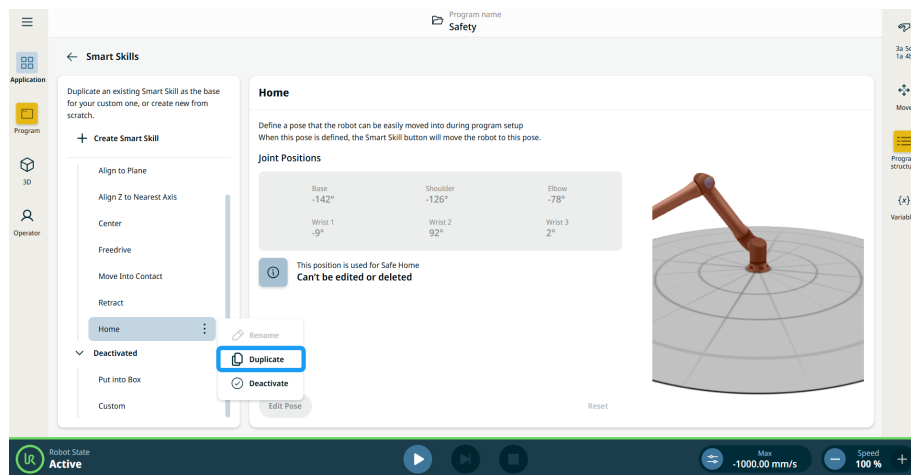 Program name
Safety
3a 5c
1a 4b
Application
Program
3D
Operator
Smart Skills
Duplicate an existing Smart Skill as the base
for your custom one, or create new from
scratch.
Create Smart Skill
Align to Plane
Align Z to Nearest Axis
Center
Freedrive
Move Into Contact
Retract
Home
Deactivated
Put into Box
Custom
Rename
Duplicate
Deactivate
Home
Define a pose that the robot can be easily moved into during program setup
When this pose is defined, the Smart Skill button will move the robot to this pose.
Joint Positions
Base
-142°
Shoulder
-126°
Elbow
-78°
Wrist 1
-9°
Wrist 2
92°
Wrist 3
2°
This position is used for Safe Home
Can't be edited or deleted
Edit Pose
Reset
Move
Progra
structu
{x}
Variabl
Robot State
Active
Max
-1000.00 mm/s
Speed
100 %